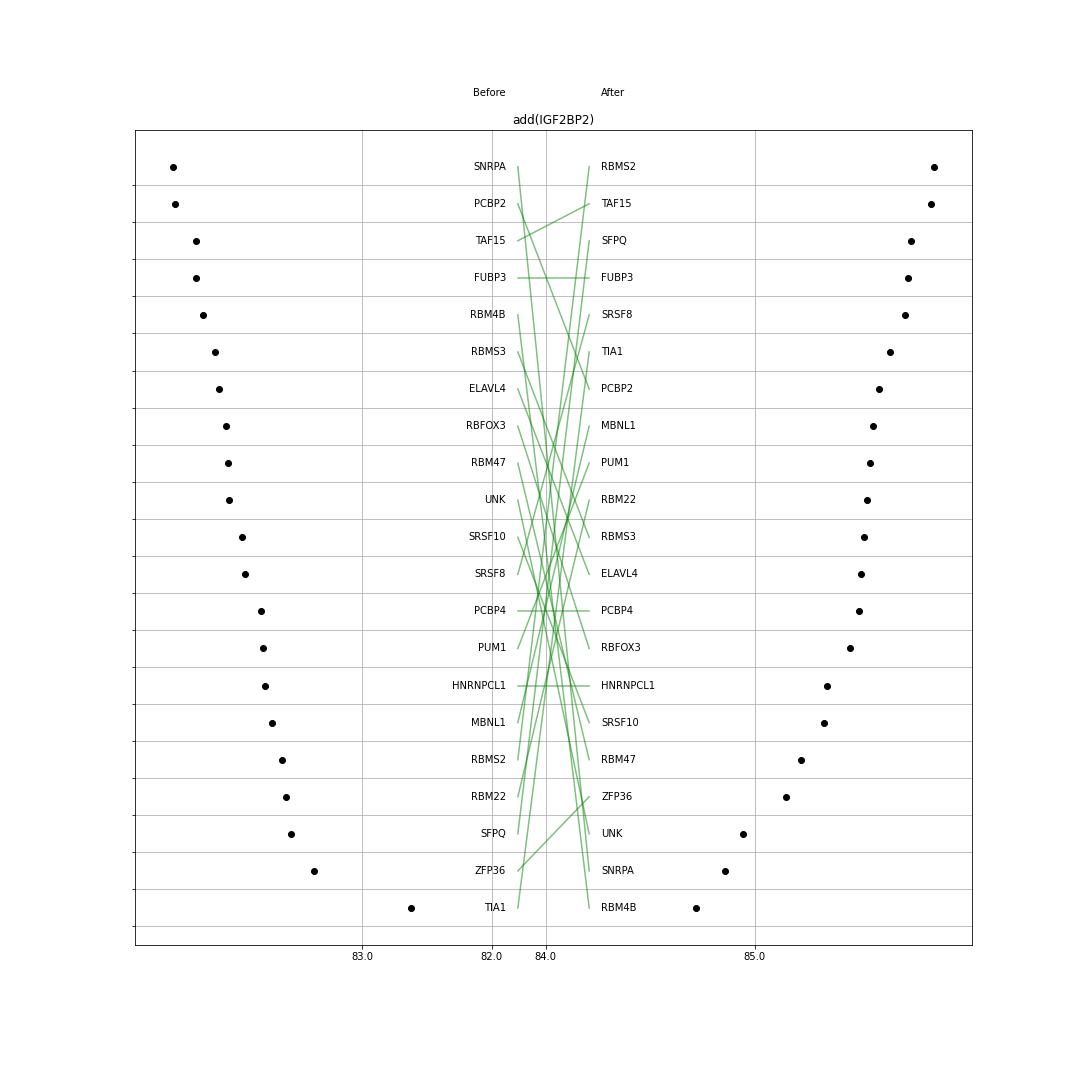 Before After
add(IGF2BP2)
SNRPA RBMS2
PCBP2 TAF15
TAF15 SFPQ
FUBP3 FUBP3
RBM4B SRSF8
RBMS3 TIA1
ELAVL4 PCBP2
RBFOX3 MBNL1
RBM47 PUM1
UNK RBM22
SRSF10 RBMS3
SRSF8 ELAVL4
PCBP4 PCBP4
PUM1 RBFOX3
HNRNPCL1 HNRNPCL1
MBNL1 SRSF10
RBMS2 RBM47
RBM22 ZFP36
SFPQ UNK
ZFP36 SNRPA
TIA1 RBM4B
83.0 82.0 84.0 85.0